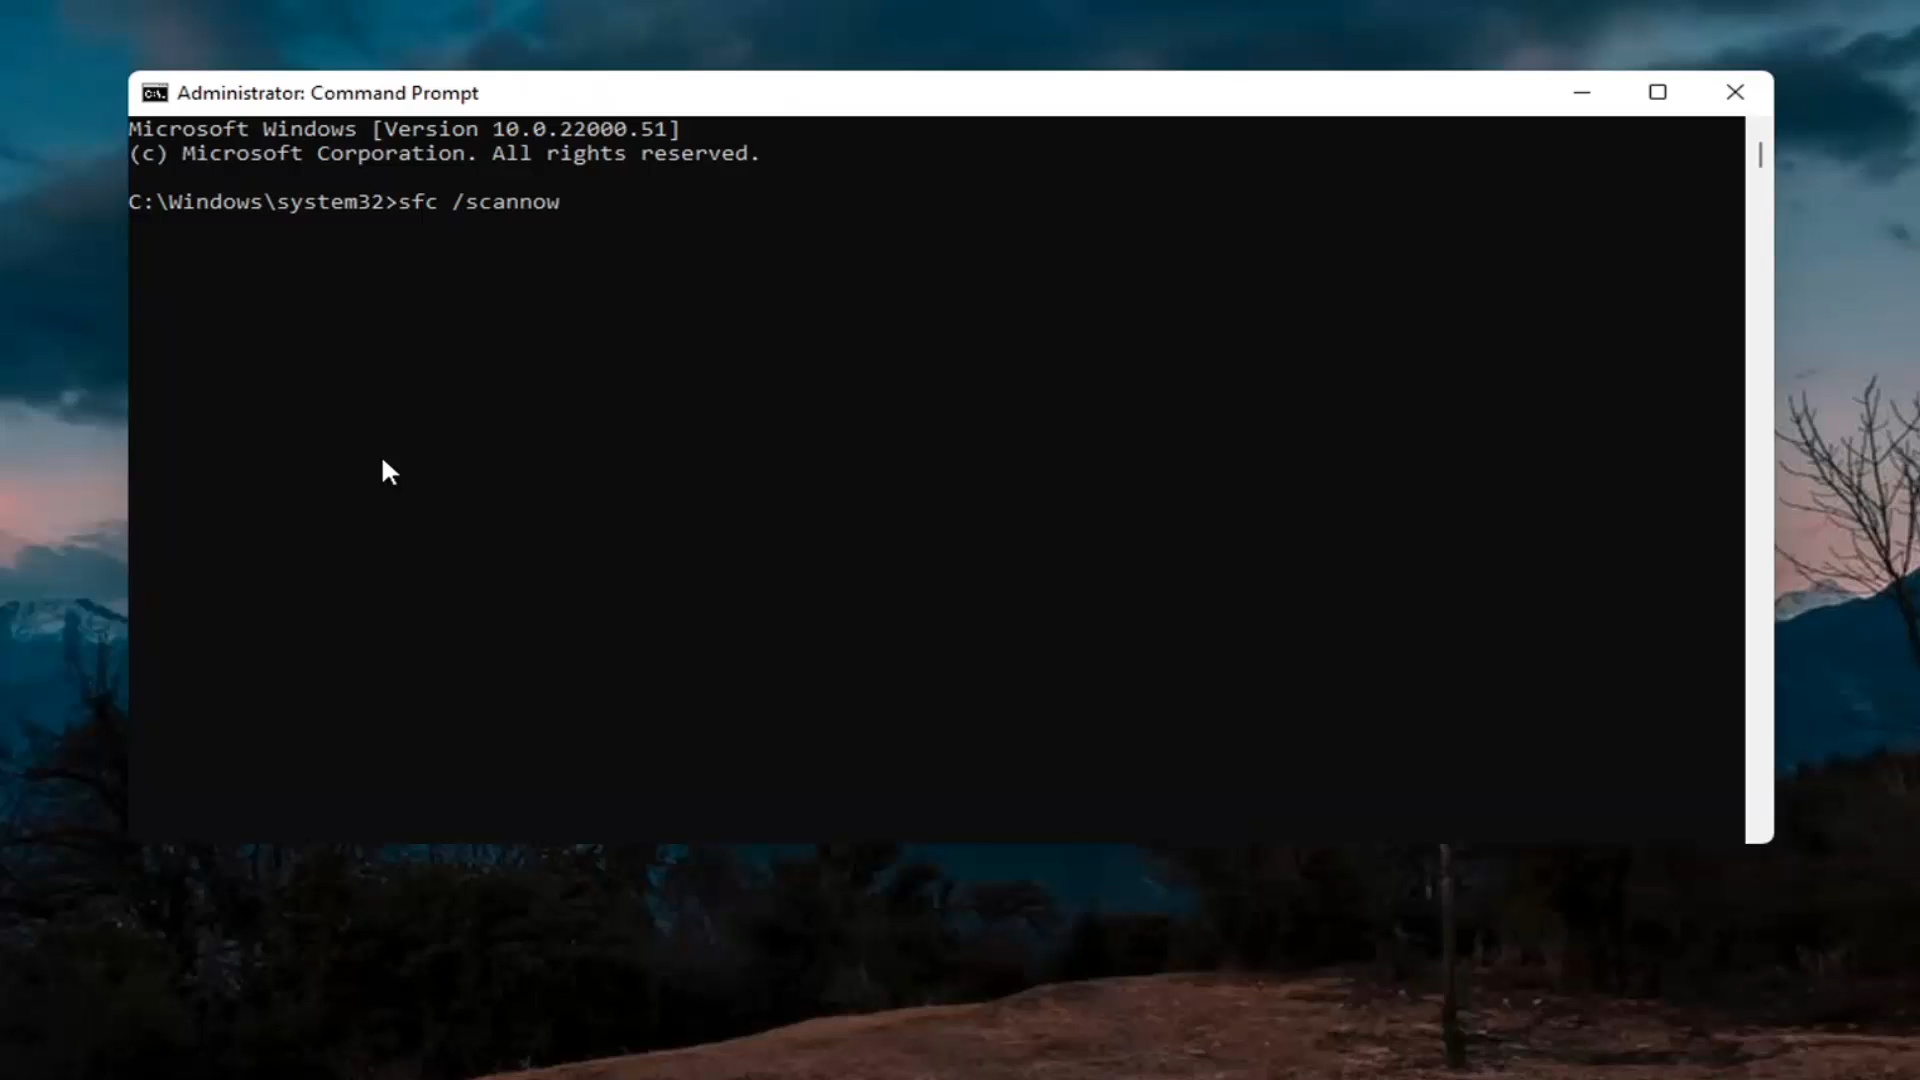 Administrator: Command Prompt
Microsoft Windows [Version 10.0.22000.51]
(c) Microsoft Corporation. All rights reserved.
C:\Windows\system32>sfc /scannow